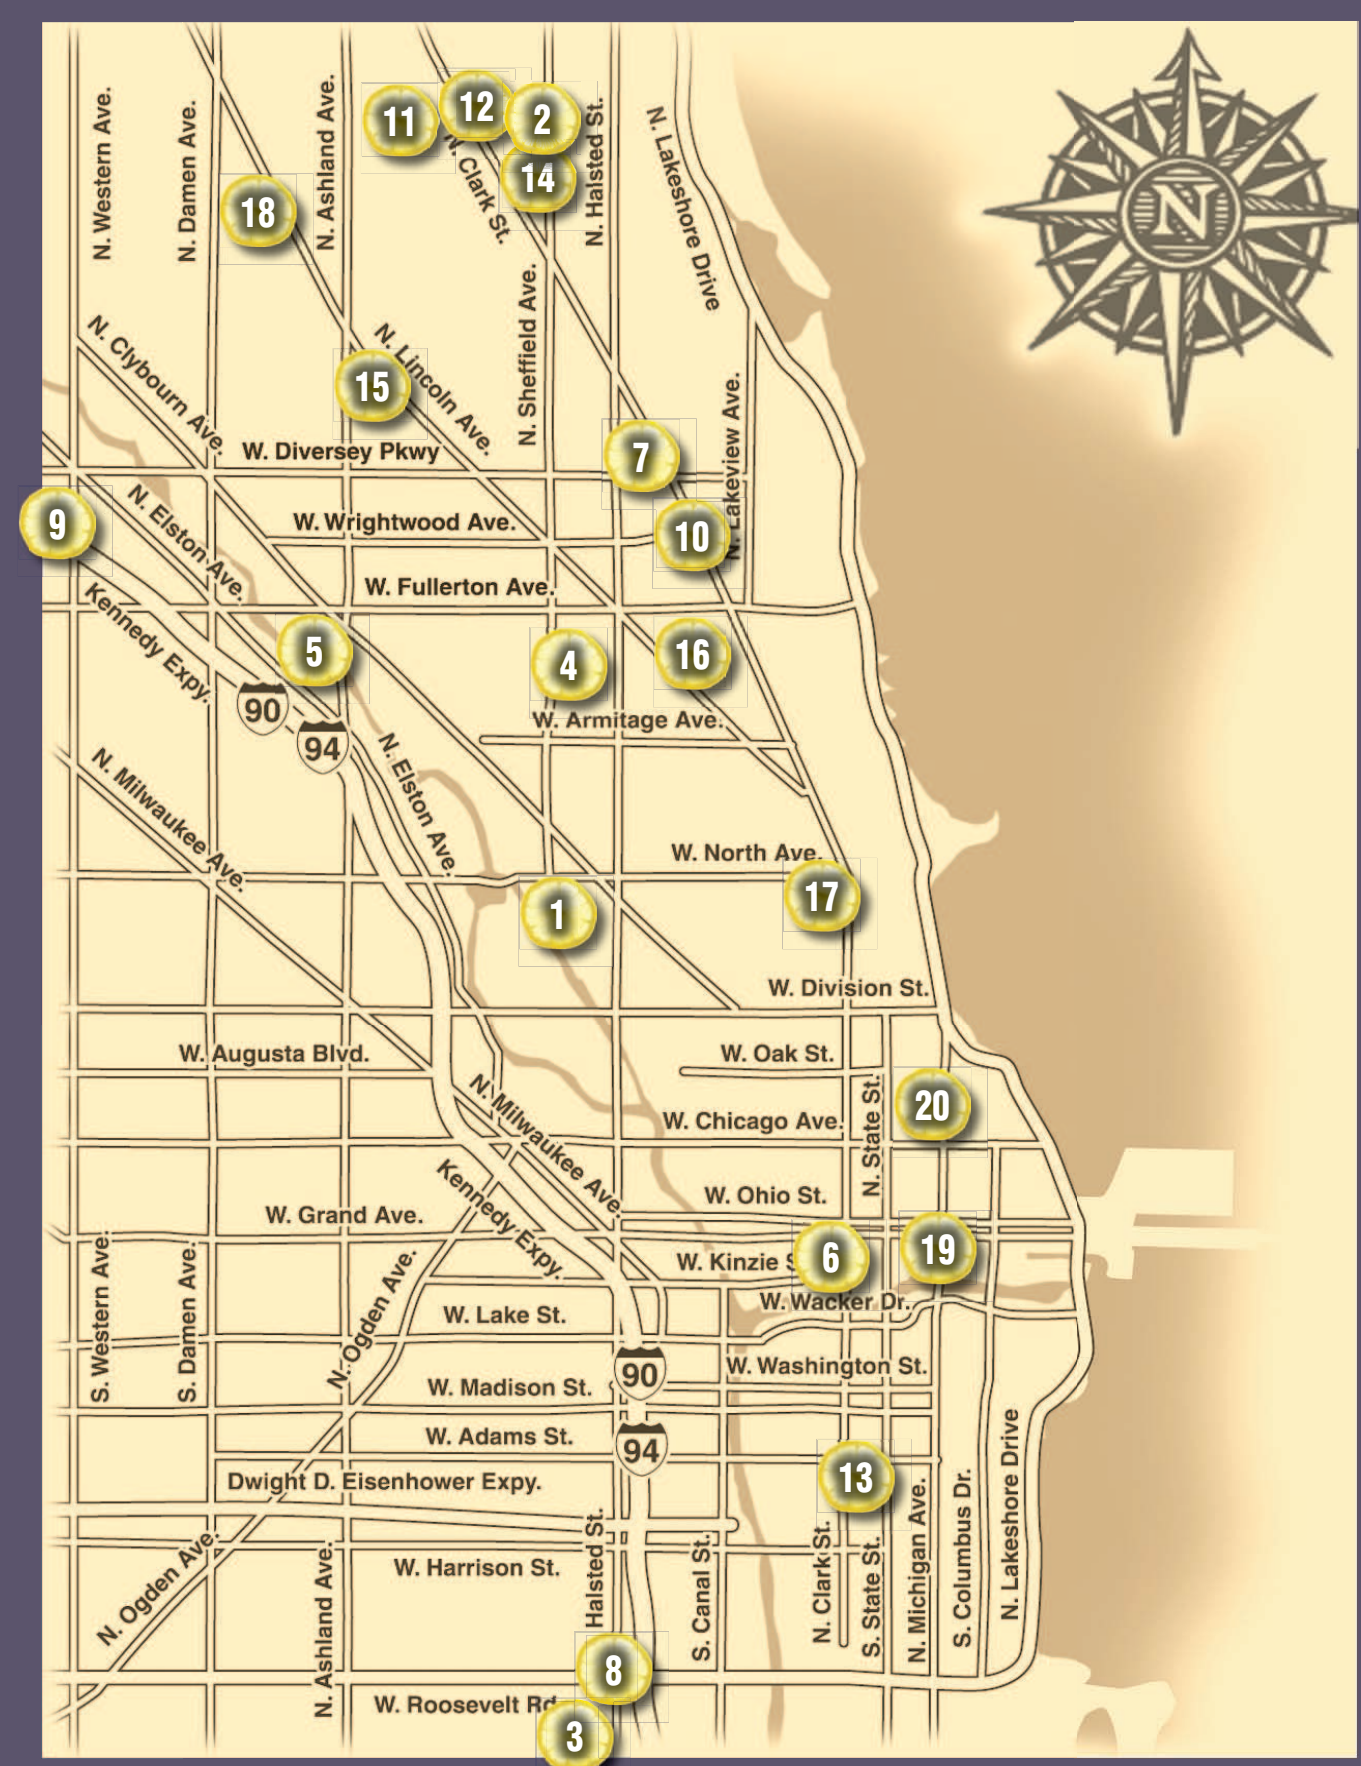 N. Western Ave.
N. Damen Ave.
N. Ashland Ave.
11
12
2
14
N. Clark St.
N. Halsted St.
N. Lakeshore Drive
N
18
N. Sheffield Ave.
N. Clybourn Ave.
N. Lincoln Ave.
15
N. Lakeview Ave.
W. Diversey Pkwy
7
9
N. Elston Ave.
W. Wrightwood Ave.
10
W. Fullerton Ave.
Kennedy Expy.
5
4
16
90
94
W. Armitage Ave.
N. Elston Ave.
N. Milwaukee Ave.
W. North Ave.
17
1
W. Division St.
W. Augusta Blvd.
W. Oak St.
N. Milwaukee Ave.
20
W. Chicago Ave.
N. State St.
Kennedy Expy.
W. Ohio St.
W. Grand Ave.
S. Western Ave.
S. Damen Ave.
N. Ogden Ave.
W. Kinzie S
6
19
W. Wacker Dr.
W. Lake St.
90
W. Washington St.
W. Madison St.
W. Adams St.
94
13
Dwight D. Eisenhower Expy.
N. Lakeshore Drive
Halsted St.
S. Canal St.
N. Clark St.
S. State St.
N. Michigan Ave.
S. Columbus Dr.
N. Ogden Ave.
N. Ashland Ave.
W. Harrison St.
8
W. Roosevelt Rd
3